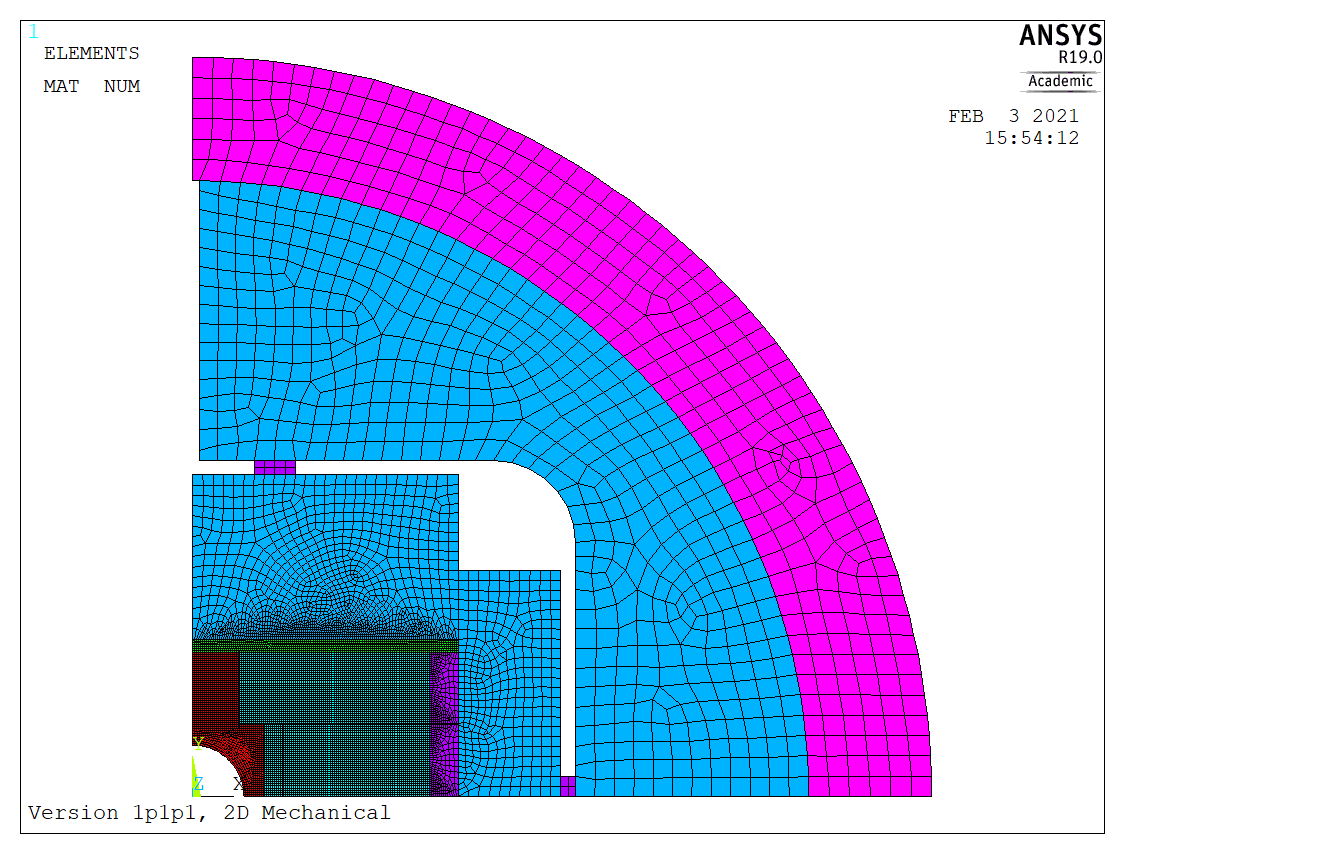 1
ELEMENTS
MAT NUM
ANSYS
R19.0
Academic
FEB 3 2021
15:54:12
Y
Z X
Version 1p1p1, 2D Mechanical